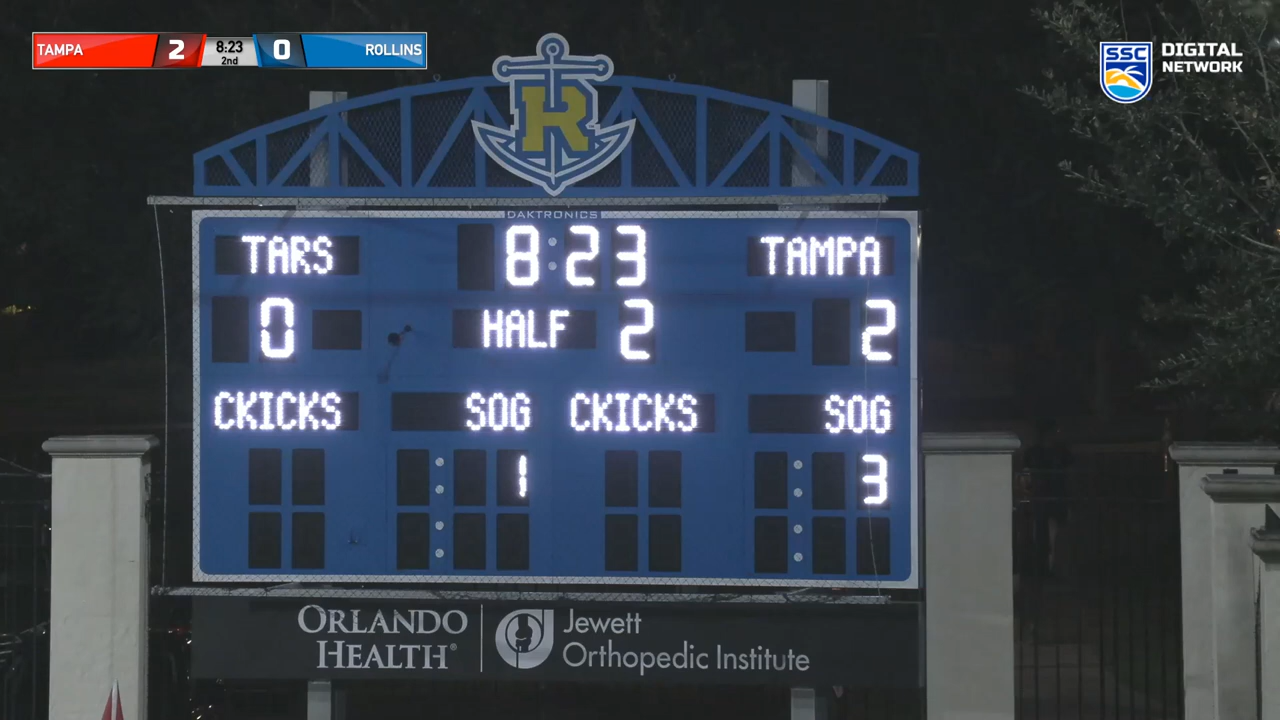 TAMPA 2 8:23 2nd 0 ROLLINS
SSC DIGITAL NETWORK
R
DAKTRONICS
TARS 8:23 TAMPA
0 HALF 2 2
CKICKS SOG CKICKS SOG
1 3
ORLANDO HEALTH®
Jewett Orthopedic Institute